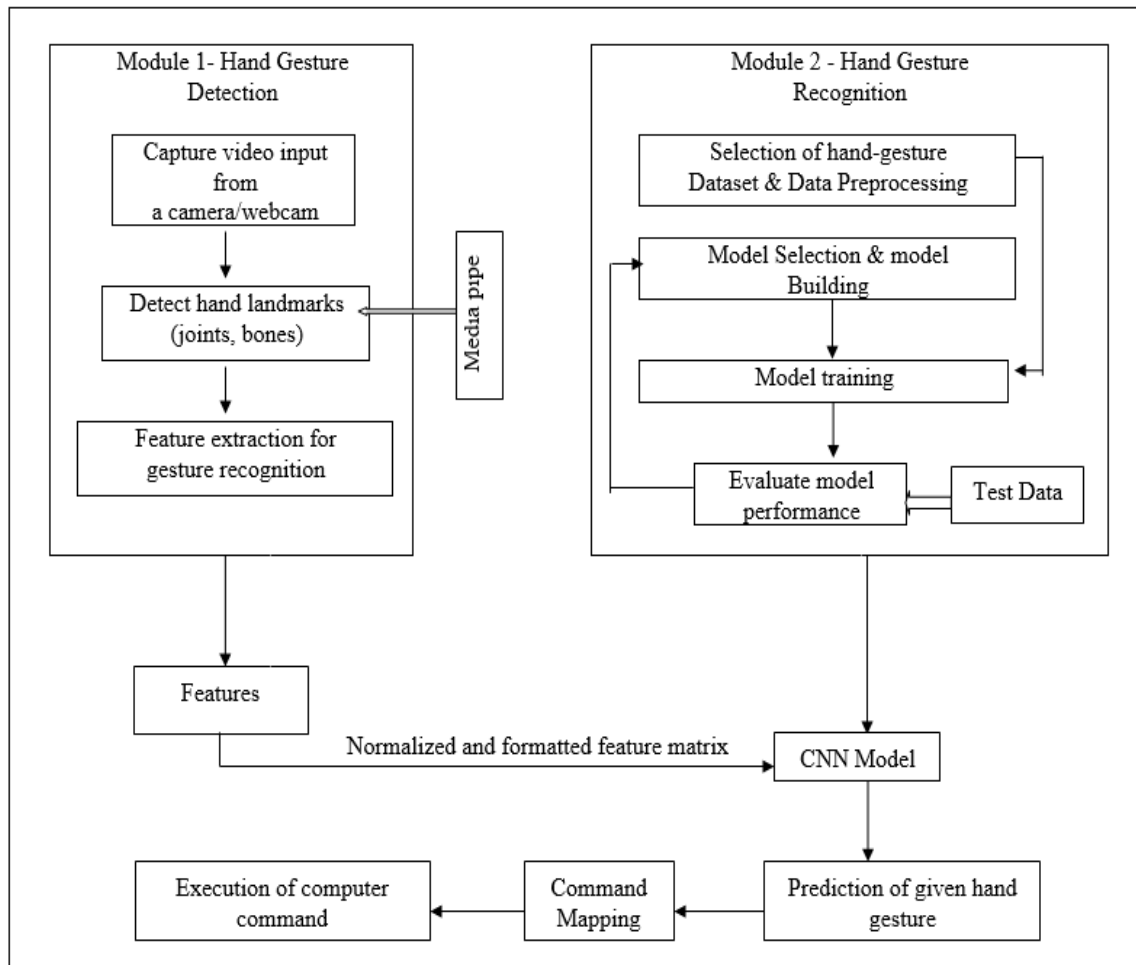 Module 1- Hand Gesture
Detection
Capture video input
from
a camera/webcam
Detect hand landmarks
(joints, bones)
Media pipe
Feature extraction for
gesture recognition
Module 2 - Hand Gesture
Recognition
Selection of hand-gesture
Dataset & Data Preprocessing
Model Selection & model
Building
Model training
Evaluate model
performance
Test Data
Features
Normalized and formatted feature matrix
CNN Model
Prediction of given hand
gesture
Command
Mapping
Execution of computer
command